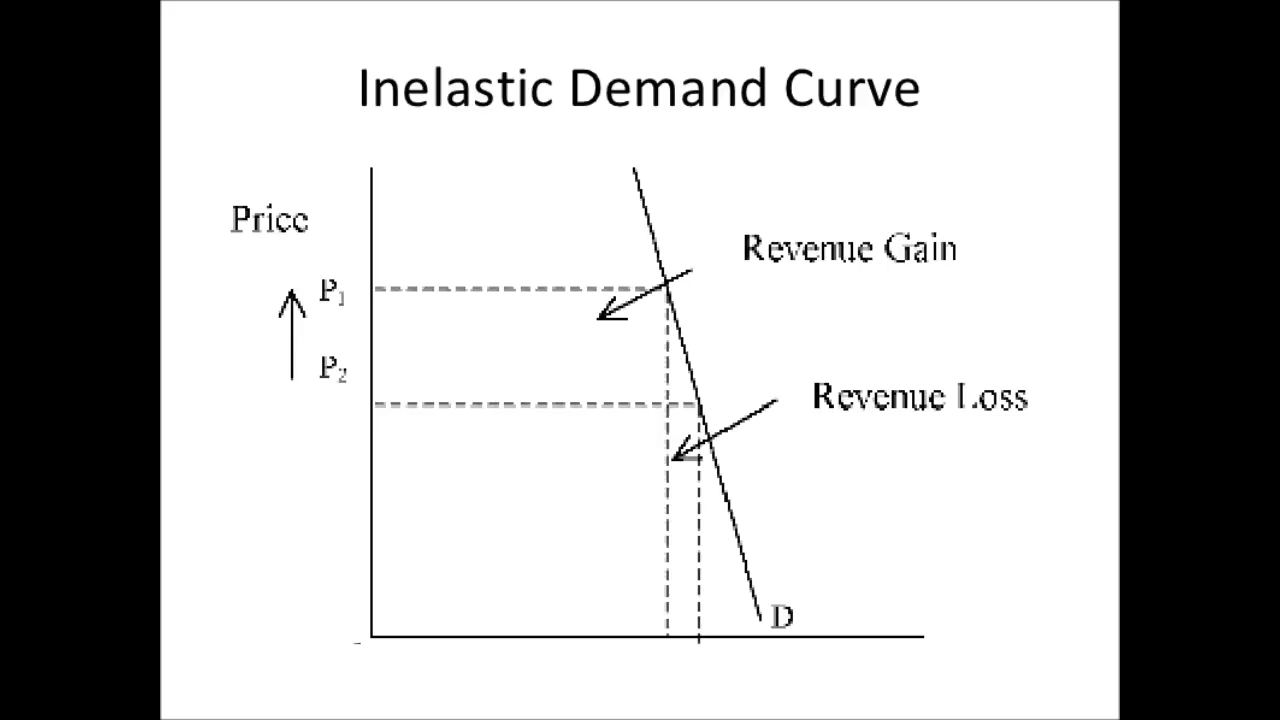 Inelastic Demand Curve
Price
Revenue Gain
P₁
P₂
Revenue Loss
D